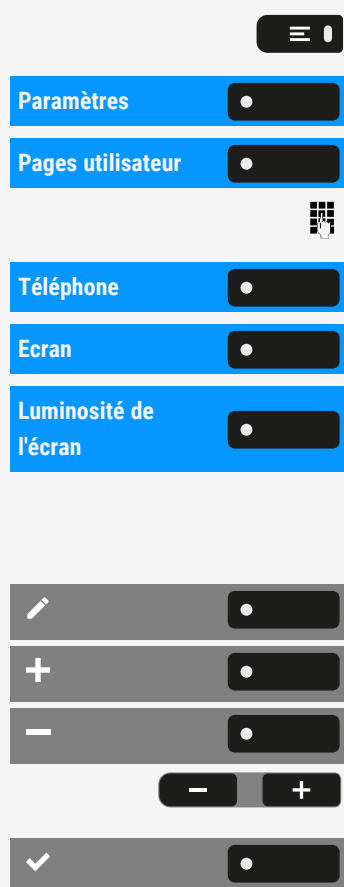 Paramètres
Pages utilisateur
Téléphone
Ecran
Luminosité de
l'écran